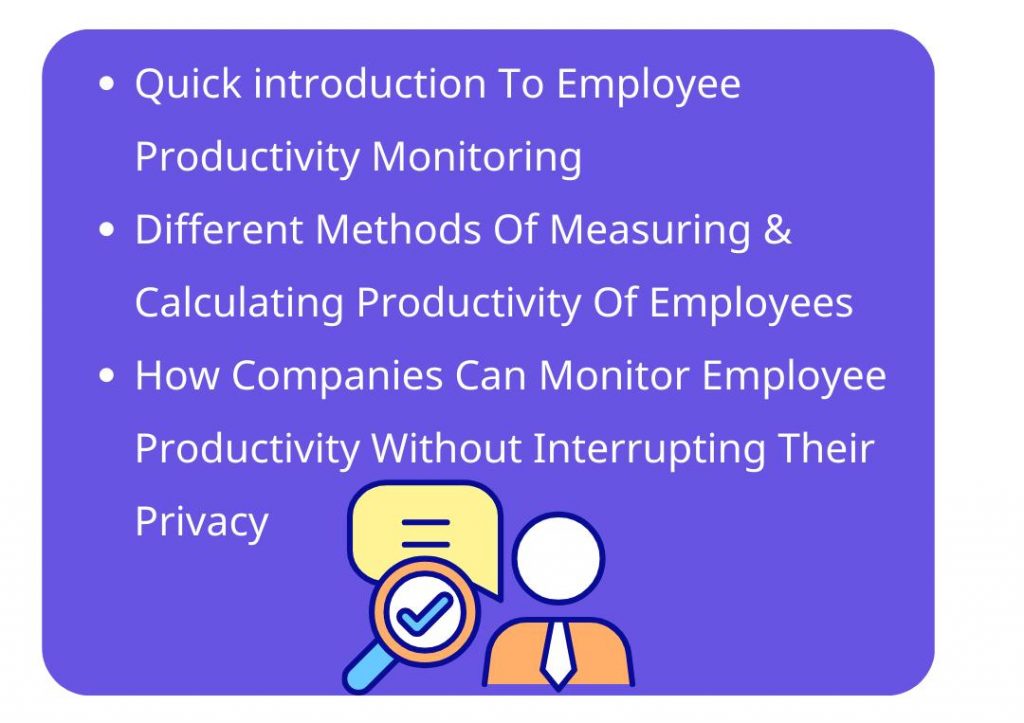 • Quick introduction To Employee
Productivity Monitoring
• Different Methods Of Measuring &
Calculating Productivity Of Employees
• How Companies Can Monitor Employee
Productivity Without Interrupting Their
Privacy